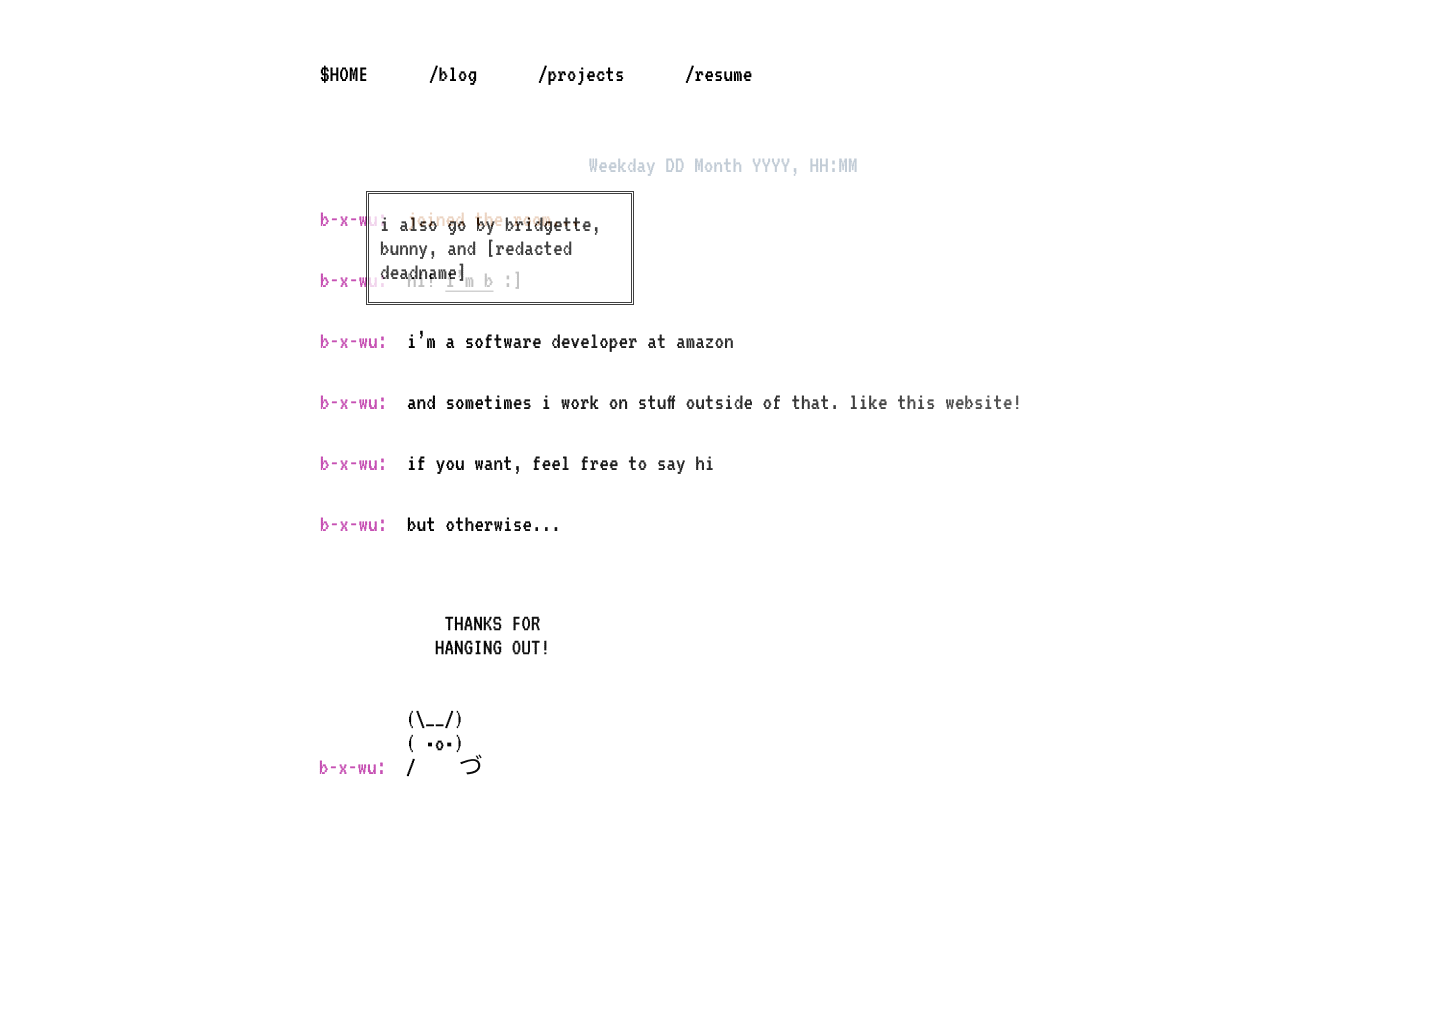 $HOME /blog /projects /resume
Weekday DD Month YYYY, HH:MM
b-x-wu: joined the room
i also go by bridgette,
bunny, and [redacted
deadname]
b-x-wu: hi! i'm b :]
b-x-wu: i’m a software developer at amazon
b-x-wu: and sometimes i work on stuff outside of that. like this website!
b-x-wu: if you want, feel free to say hi
b-x-wu: but otherwise...
THANKS FOR
HANGING OUT!
(\__/)
( •o•)
b-x-wu: / づ